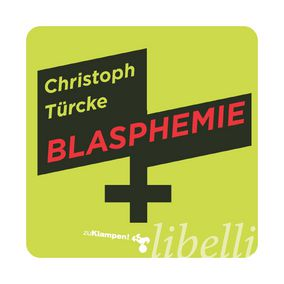 Christoph
Türcke
BLASPHEMIE
zuKlampen!
libelli